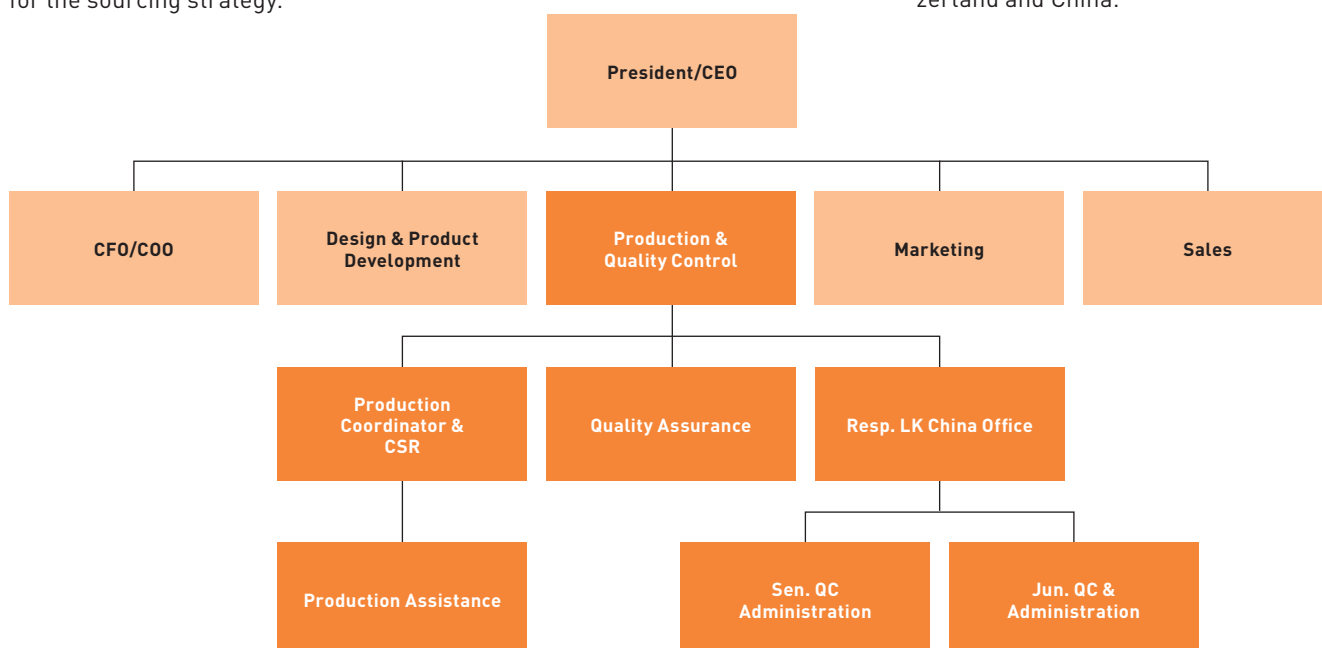 for the sourcing strategy.
zerland and China.
President/CEO
CFO/COO
Design & Product
Development
Production &
Quality Control
Marketing
Sales
Production
Coordinator &
CSR
Quality Assurance
Resp. LK China Office
Production Assistance
Sen. QC
Administration
Jun. QC &
Administration